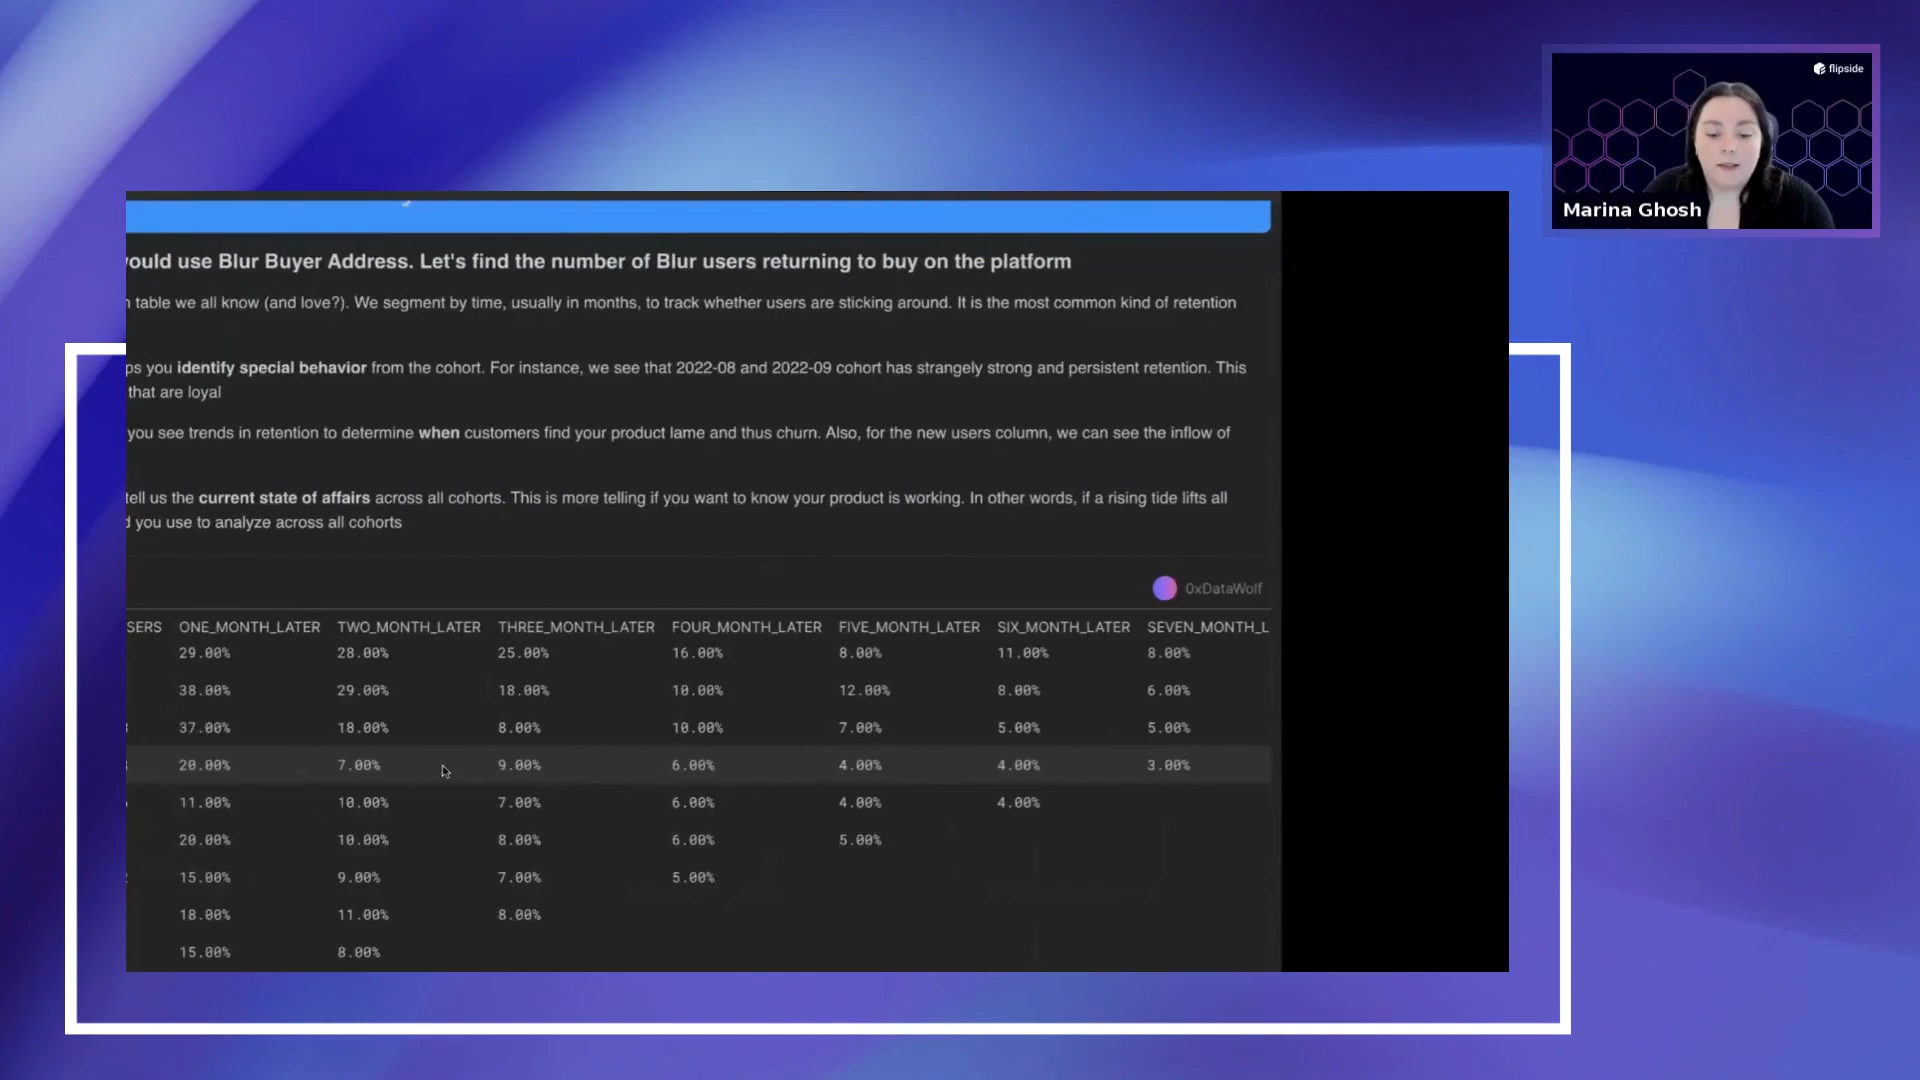 flipside
Marina Ghosh
would use Blur Buyer Address. Let's find the number of Blur users returning to buy on the platform
table we all know (and love?). We segment by time, usually in months, to track whether users are sticking around. It is the most common kind of retention
ps you identify special behavior from the cohort. For instance, we see that 2022-08 and 2022-09 cohort has strangely strong and persistent retention. This
that are loyal
you see trends in retention to determine when customers find your product lame and thus churn. Also, for the new users column, we can see the inflow of
tell us the current state of affairs across all cohorts. This is more telling if you want to know your product is working. In other words, if a rising tide lifts all
you use to analyze across all cohorts
0xDataWolf
SERS ONE_MONTH_LATER TWO_MONTH_LATER THREE_MONTH_LATER FOUR_MONTH_LATER FIVE_MONTH_LATER SIX_MONTH_LATER SEVEN_MONTH_L
29.00% 28.00% 25.00% 16.00% 8.00% 11.00% 8.00%
38.00% 29.00% 18.00% 10.00% 12.00% 8.00% 6.00%
37.00% 18.00% 8.00% 10.00% 7.00% 5.00% 5.00%
20.00% 7.00% 9.00% 6.00% 4.00% 4.00% 3.00%
11.00% 10.00% 7.00% 6.00% 4.00% 4.00%
20.00% 10.00% 8.00% 6.00% 5.00%
15.00% 9.00% 7.00% 5.00%
18.00% 11.00% 8.00%
15.00% 8.00%